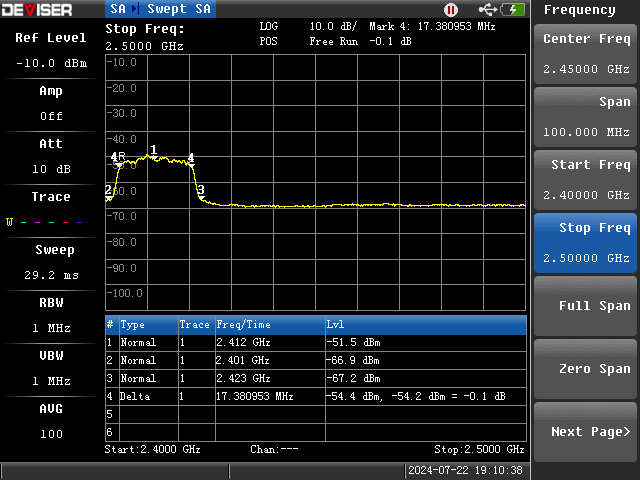 DEVISER SA Swept SA Frequency
Ref Level
-10.0 dBm
Amp
Off
Att
10 dB
Trace
W
Sweep
29.2 ms
RBW
1 MHz
VBW
1 MHz
AVG
100
Stop Freq: LOG 10.0 dB/ Mark 4: 17.380953 MHz
2.5000 GHz POS Free Run -0.1 dB
-10.0
-20.0
-30.0
-40.0
-50.0
-60.0
-70.0
-80.0
-90.0
-100.0
4R 1 4
2 3
# Type Trace Freq/Time Lvl
1 Normal 1 2.412 GHz -51.5 dBm
2 Normal 1 2.401 GHz -66.9 dBm
3 Normal 1 2.423 GHz -67.2 dBm
4 Delta 1 17.380953 MHz -54.4 dBm, -54.2 dBm = -0.1 dB
5
6
Start:2.4000 GHz Chan:--- Stop:2.5000 GHz
2024-07-22 19:10:38
Center Freq
2.45000 GHz
Span
100.000 MHz
Start Freq
2.40000 GHz
Stop Freq
2.50000 GHz
Full Span
Zero Span
Next Page>